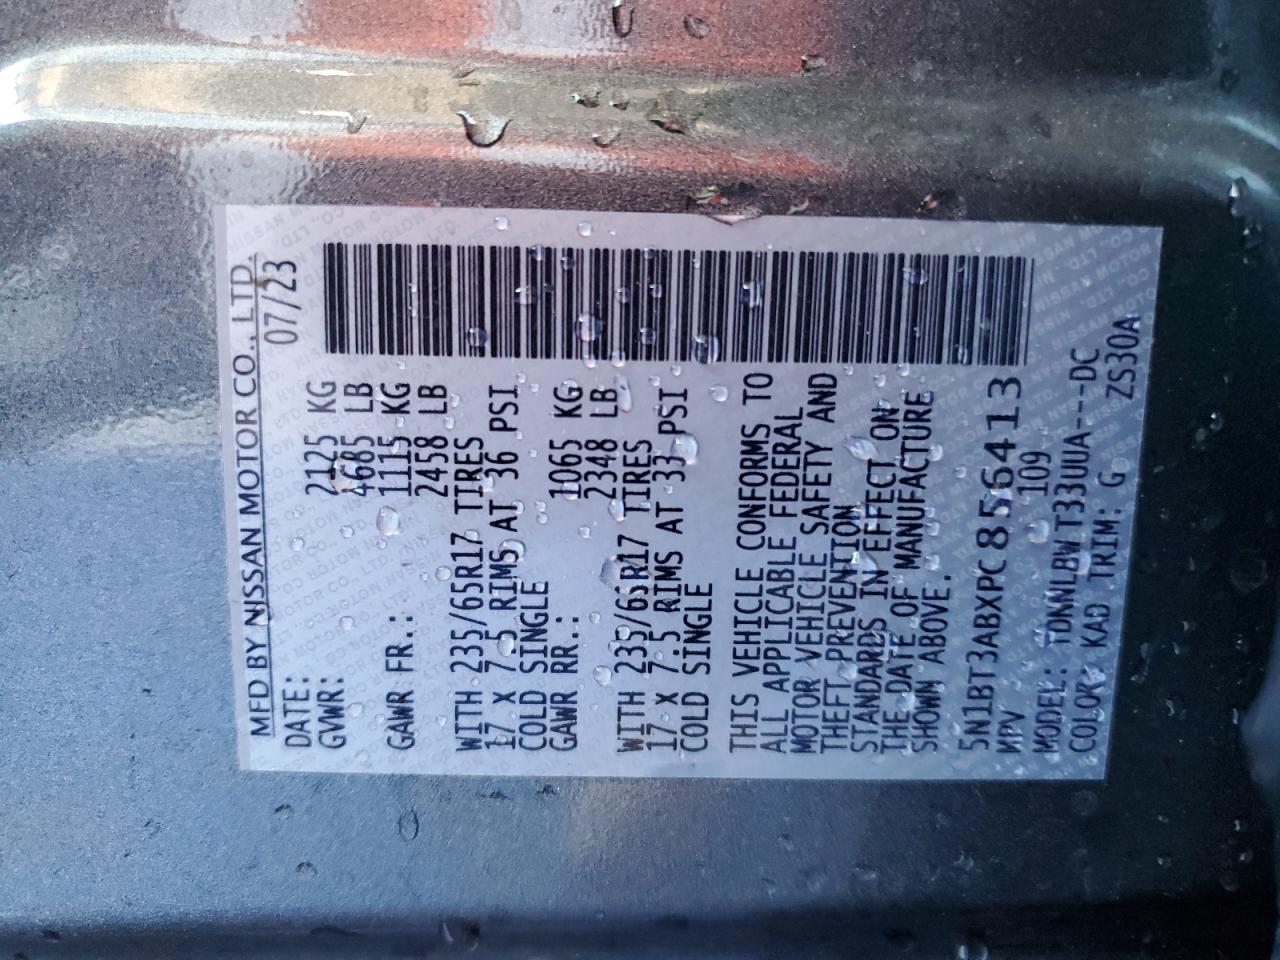 MFD BY NISSAN MOTOR CO., LTD.
DATE: 07/23
GVWR: 2125 KG
4685 LB
GAWR FR.: 1115 KG
2458 LB
WITH 235/65R17 TIRES
17 X 7.5 RIMS AT 36 PSI
COLD SINGLE
GAWR RR.: 1065 KG
2348 LB
WITH 235/65R17 TIRES
17 X 7.5 RIMS AT 33 PSI
COLD SINGLE
THIS VEHICLE CONFORMS TO
ALL APPLICABLE FEDERAL
MOTOR VEHICLE SAFETY AND
THEFT PREVENTION
STANDARDS IN EFFECT ON
THE DATE OF MANUFACTURE
SHOWN ABOVE.
5N1BT3ABXPC856413
MPV 109
MODEL: TDKNLBW T33UUA---DC
COLOR: KAD TRIM: G ZS30A